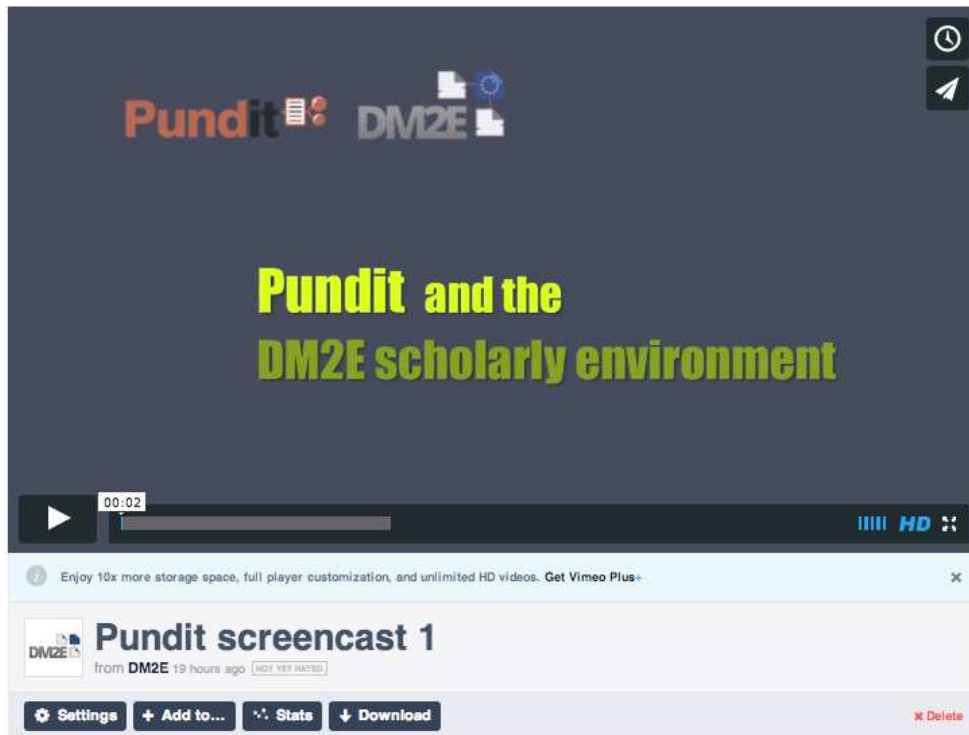 Pundit DM2E
Pundit and the
DM2E scholarly environment
00:02
HD
Enjoy 10x more storage space, full player customization, and unlimited HD videos. Get Vimeo Plus+
DM2E
Pundit screencast 1
from DM2E 19 hours ago NOT YET RATED
Settings + Add to... Stats Download × Delete